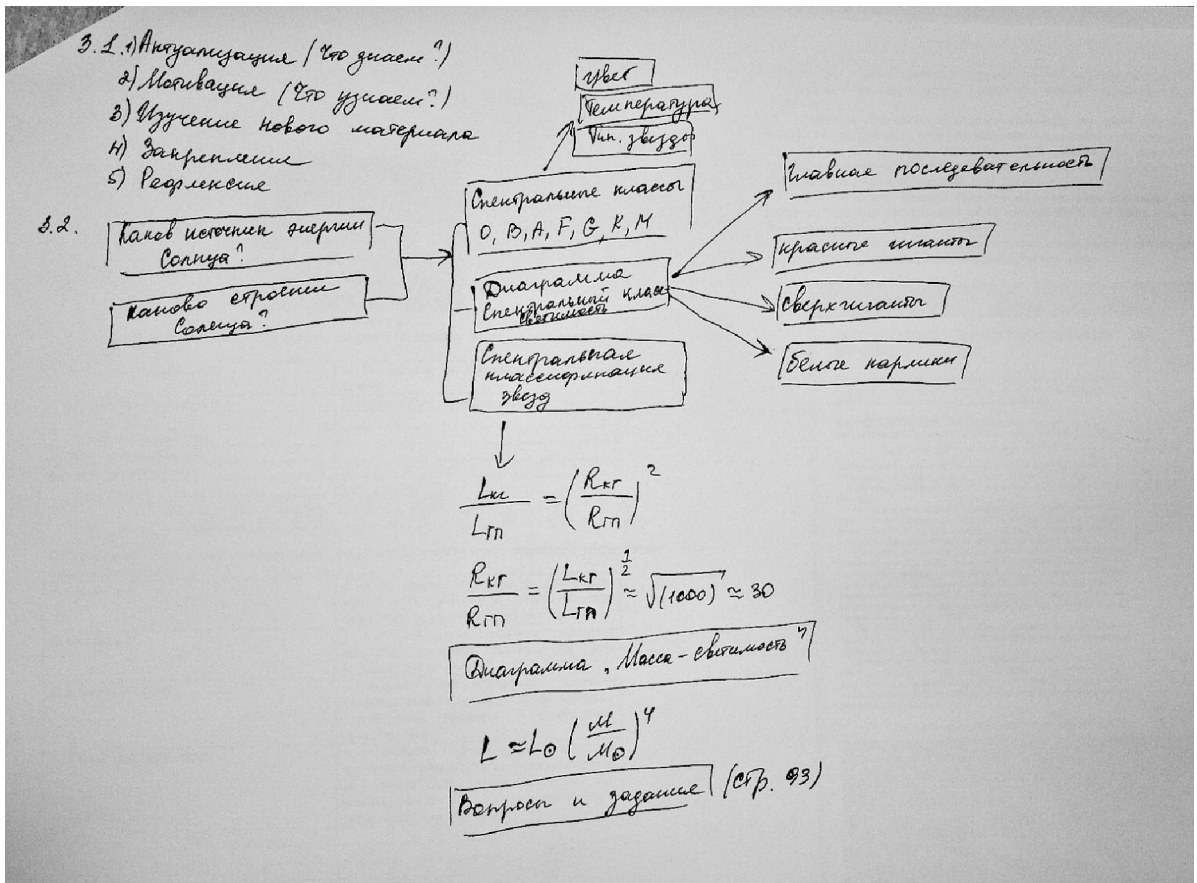 3.1. 1) Актуализация (Что знаем?)
2) Мотивация (Что узнаем?)
3) Изучение нового материала
4) Закрепление
5) Рефлексия
3.2.
Каков источник энергии
Солнца?
Каково строение
Солнца?
Цвет
Температура
Тип. звезды
Спектральные классы
O, B, A, F, G, K, M
Диаграмма
Спектральный класс
светимость
Спектральная
классификация
звезд
Главная последовательность
красные гиганты
сверхгиганты
белые карлики
Lкг / Lгп = (Rкг / Rгп)²
Rкг / Rгп = (Lкг / Lгп)^(1/2) ≈ √(1000) ≈ 30
Диаграмма „Масса-светимость"
L ≈ L⊙ (M / M⊙)⁴
Вопросы и задания (стр. 93)